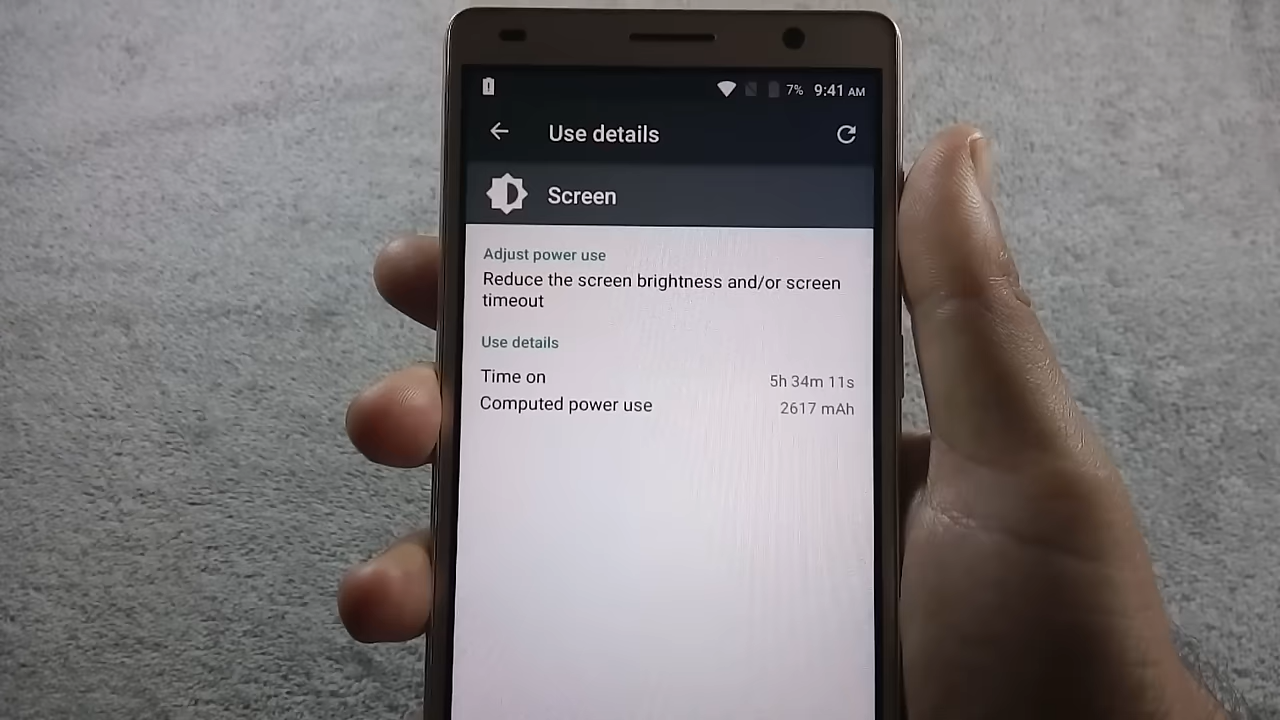 7% 9:41 AM
Use details
Screen
Adjust power use
Reduce the screen brightness and/or screen
timeout
Use details
Time on 5h 34m 11s
Computed power use 2617 mAh